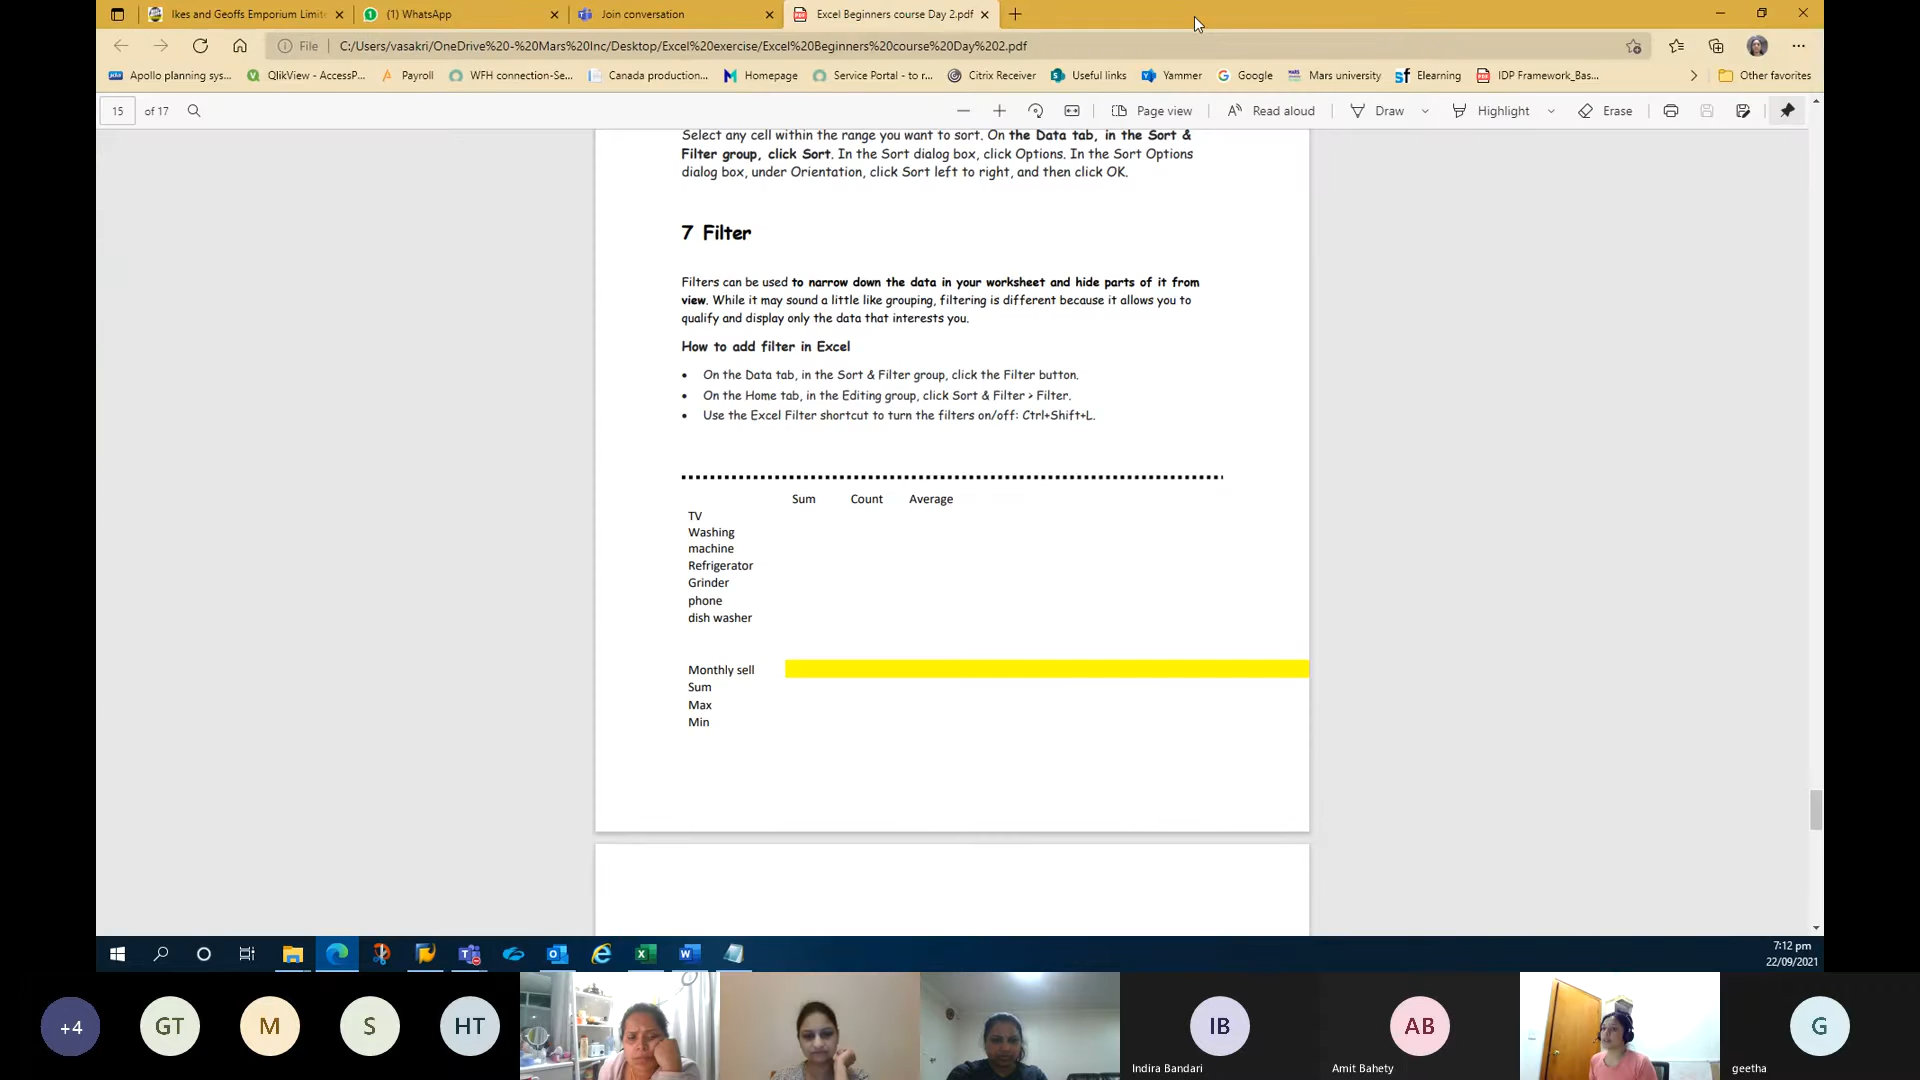 Ikes and Geoffs Emporium Limit
(1) WhatsApp
Join conversation
Excel Beginners course Day 2.pdf
File
C:/Users/vasakri/OneDrive%20-%20Mars%20Inc/Desktop/Excel%20exercise/Excel%20Beginners%20course%20Day%202.pdf
Apollo planning sys...
QlikView - AccessP...
Payroll
WFH connection-Se...
Canada production...
Homepage
Service Portal - to r...
Citrix Receiver
Useful links
Yammer
Google
Mars university
Elearning
IDP Framework_Bas...
Other favorites
15 of 17
Page view
Read aloud
Draw
Highlight
Erase
Select any cell within the range you want to sort. On the Data tab, in the Sort &
Filter group, click Sort. In the Sort dialog box, click Options. In the Sort Options
dialog box, under Orientation, click Sort left to right, and then click OK.
7 Filter
Filters can be used to narrow down the data in your worksheet and hide parts of it from
view. While it may sound a little like grouping, filtering is different because it allows you to
qualify and display only the data that interests you.
How to add filter in Excel
• On the Data tab, in the Sort & Filter group, click the Filter button.
• On the Home tab, in the Editing group, click Sort & Filter > Filter.
• Use the Excel Filter shortcut to turn the filters on/off: Ctrl+Shift+L.
Sum Count Average
TV
Washing
machine
Refrigerator
Grinder
phone
dish washer
Monthly sell
Sum
Max
Min
7:12 pm
22/09/2021
+4
GT
M
S
HT
IB
Indira Bandari
AB
Amit Bahety
G
geetha